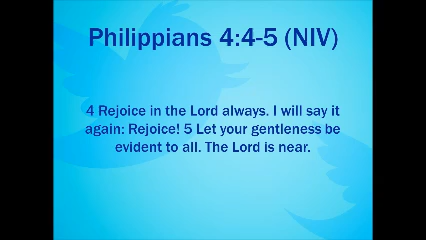 Philippians 4:4-5 (NIV)
4 Rejoice in the Lord always. I will say it
again: Rejoice! 5 Let your gentleness be
evident to all. The Lord is near.